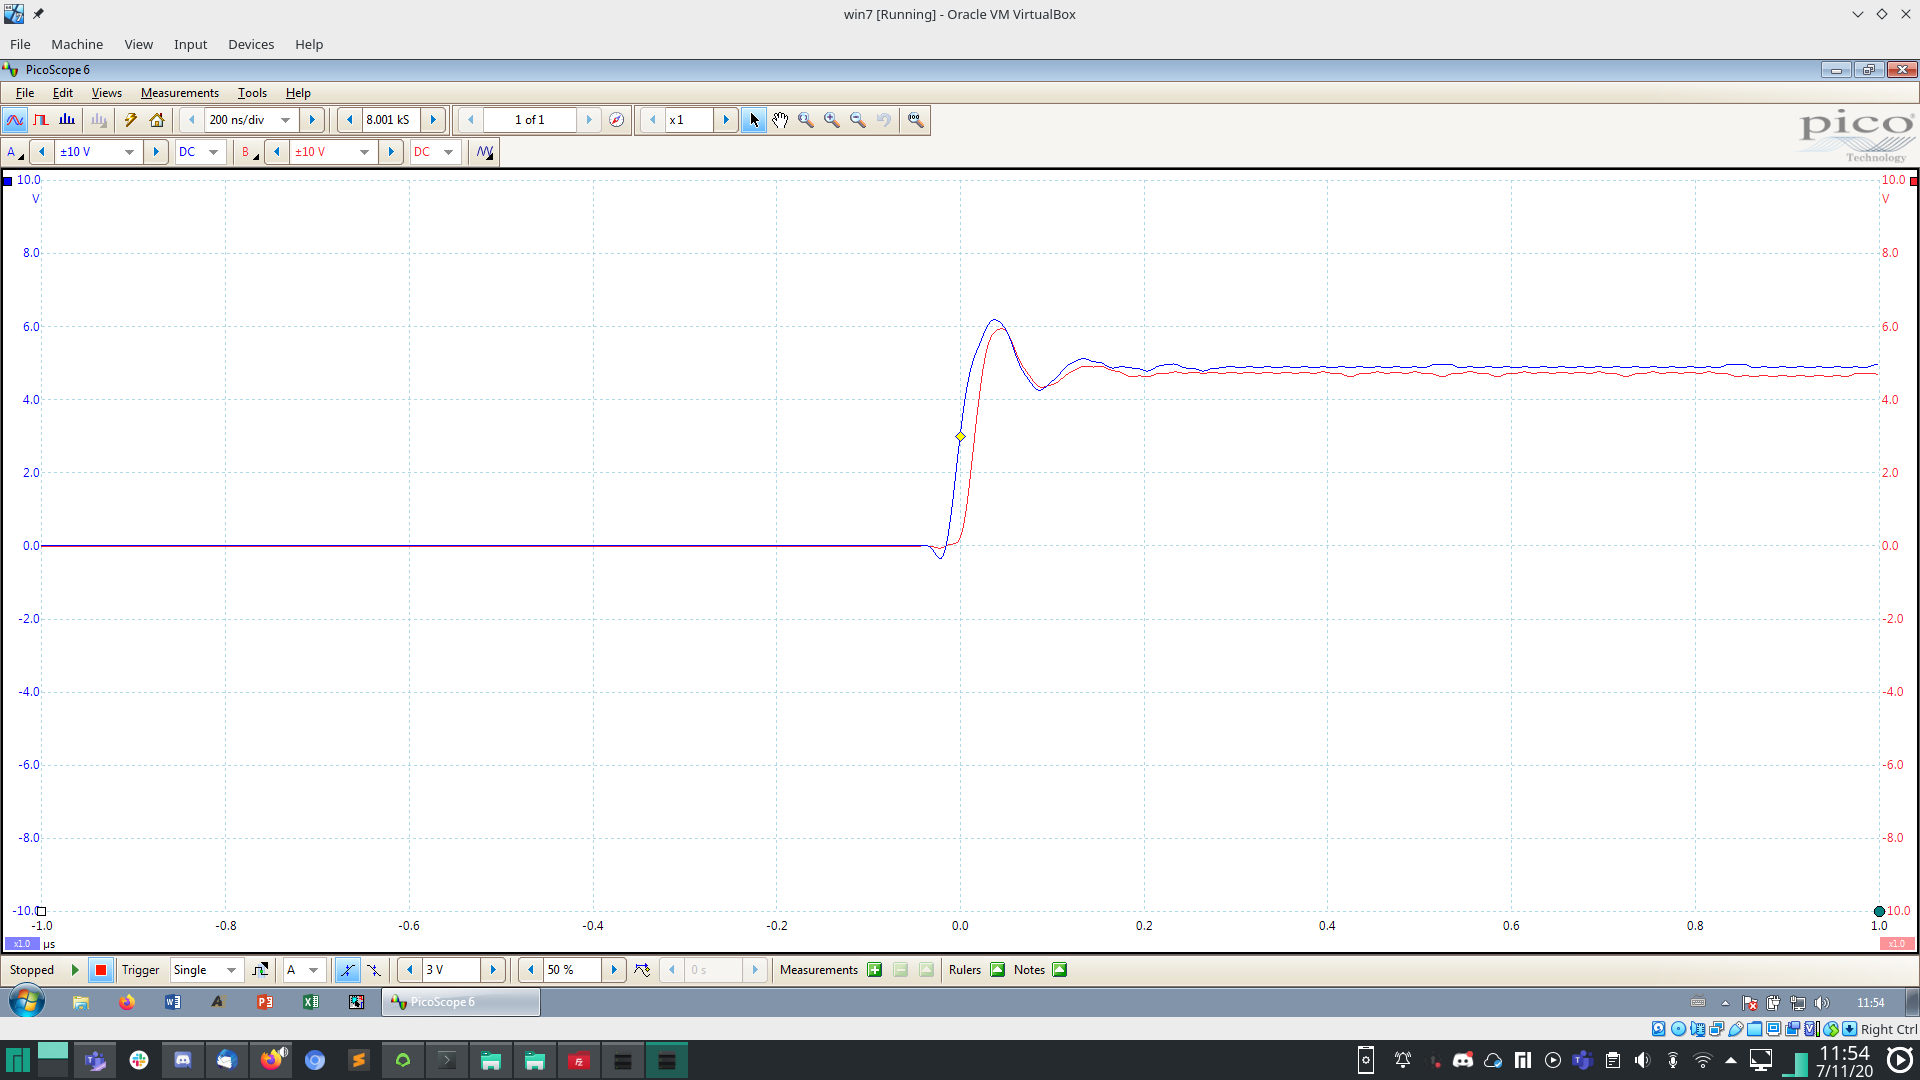 win7 [Running] - Oracle VM VirtualBox
File Machine View Input Devices Help
PicoScope 6
File Edit Views Measurements Tools Help
200 ns/div 8.001 kS 1 of 1 x 1
pico
Technology
A ±10 V DC B ±10 V DC
10.0 10.0
V V
8.0 8.0
6.0 6.0
4.0 4.0
2.0 2.0
0.0 0.0
-2.0 -2.0
-4.0 -4.0
-6.0 -6.0
-8.0 -8.0
-10.0 10.0
-1.0 -0.8 -0.6 -0.4 -0.2 0.0 0.2 0.4 0.6 0.8 1.0
x1.0 µs x1.0
Stopped Trigger Single A 3 V 50 % 0 s Measurements Rulers Notes
PicoScope 6 11:54
Right Ctrl
11:54
7/11/20